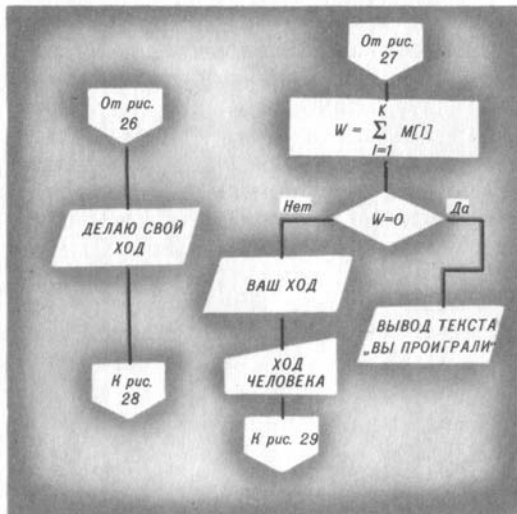 От рис.
26
ДЕЛАЮ СВОЙ
ХОД
К рис.
28
От рис.
27
W = K Σ I=1 M[I]
W=0
Нет
Да
ВАШ ХОД
ХОД
ЧЕЛОВЕКА
К рис. 29
ВЫВОД ТЕКСТА
„ВЫ ПРОИГРАЛИ"